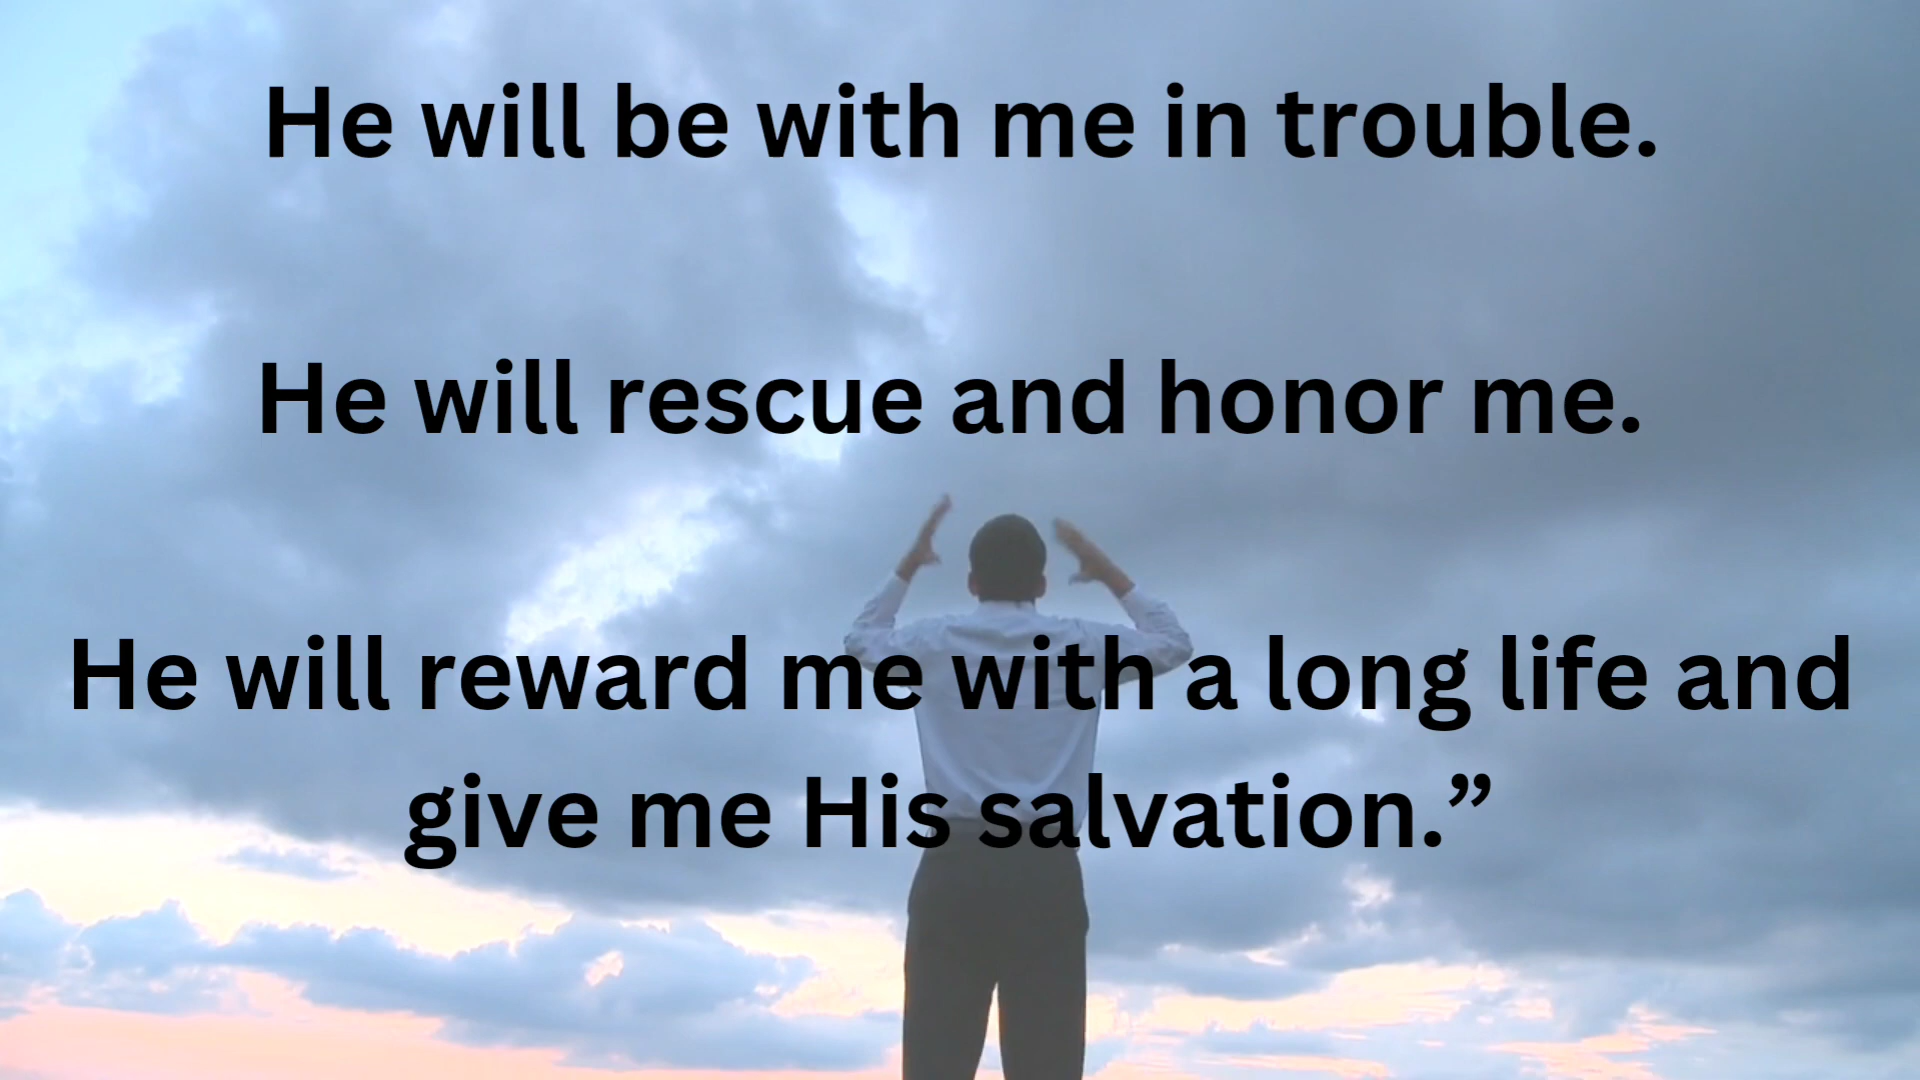 He will be with me in trouble.
He will rescue and honor me.
He will reward me with a long life and
give me His salvation.”